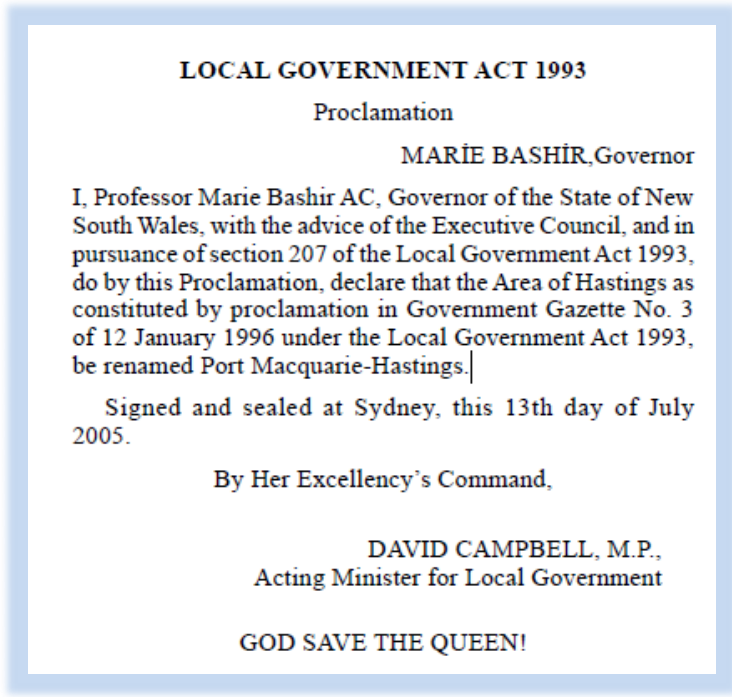 LOCAL GOVERNMENT ACT 1993
Proclamation
MARİE BASHİR,Governor
I, Professor Marie Bashir AC, Governor of the State of New
South Wales, with the advice of the Executive Council, and in
pursuance of section 207 of the Local Government Act 1993,
do by this Proclamation, declare that the Area of Hastings as
constituted by proclamation in Government Gazette No. 3
of 12 January 1996 under the Local Government Act 1993,
be renamed Port Macquarie-Hastings.
Signed and sealed at Sydney, this 13th day of July
2005.
By Her Excellency’s Command,
DAVID CAMPBELL, M.P.,
Acting Minister for Local Government
GOD SAVE THE QUEEN!